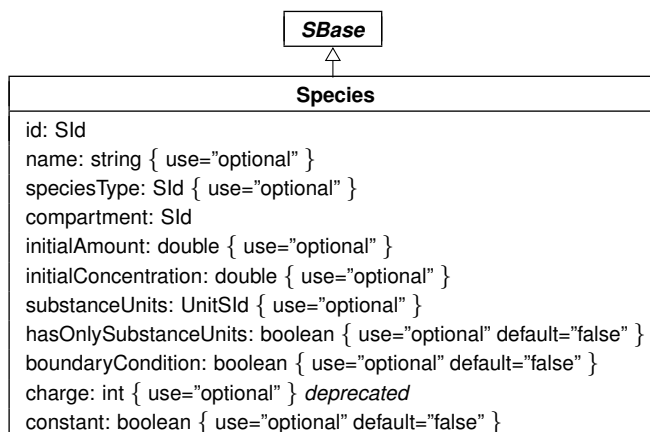 SBase
Species
id: SId
name: string { use=”optional” }
speciesType: SId { use=”optional” }
compartment: SId
initialAmount: double { use=”optional” }
initialConcentration: double { use=”optional” }
substanceUnits: UnitSId { use=”optional” }
hasOnlySubstanceUnits: boolean { use=”optional” default=”false” }
boundaryCondition: boolean { use=”optional” default=”false” }
charge: int { use=”optional” } deprecated
constant: boolean { use=”optional” default=”false” }